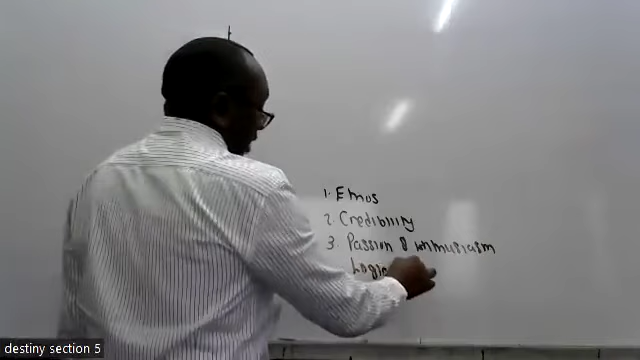 1. Ethos
2. Credibility
3. Passion & enthusiasm
Logic
destiny section 5